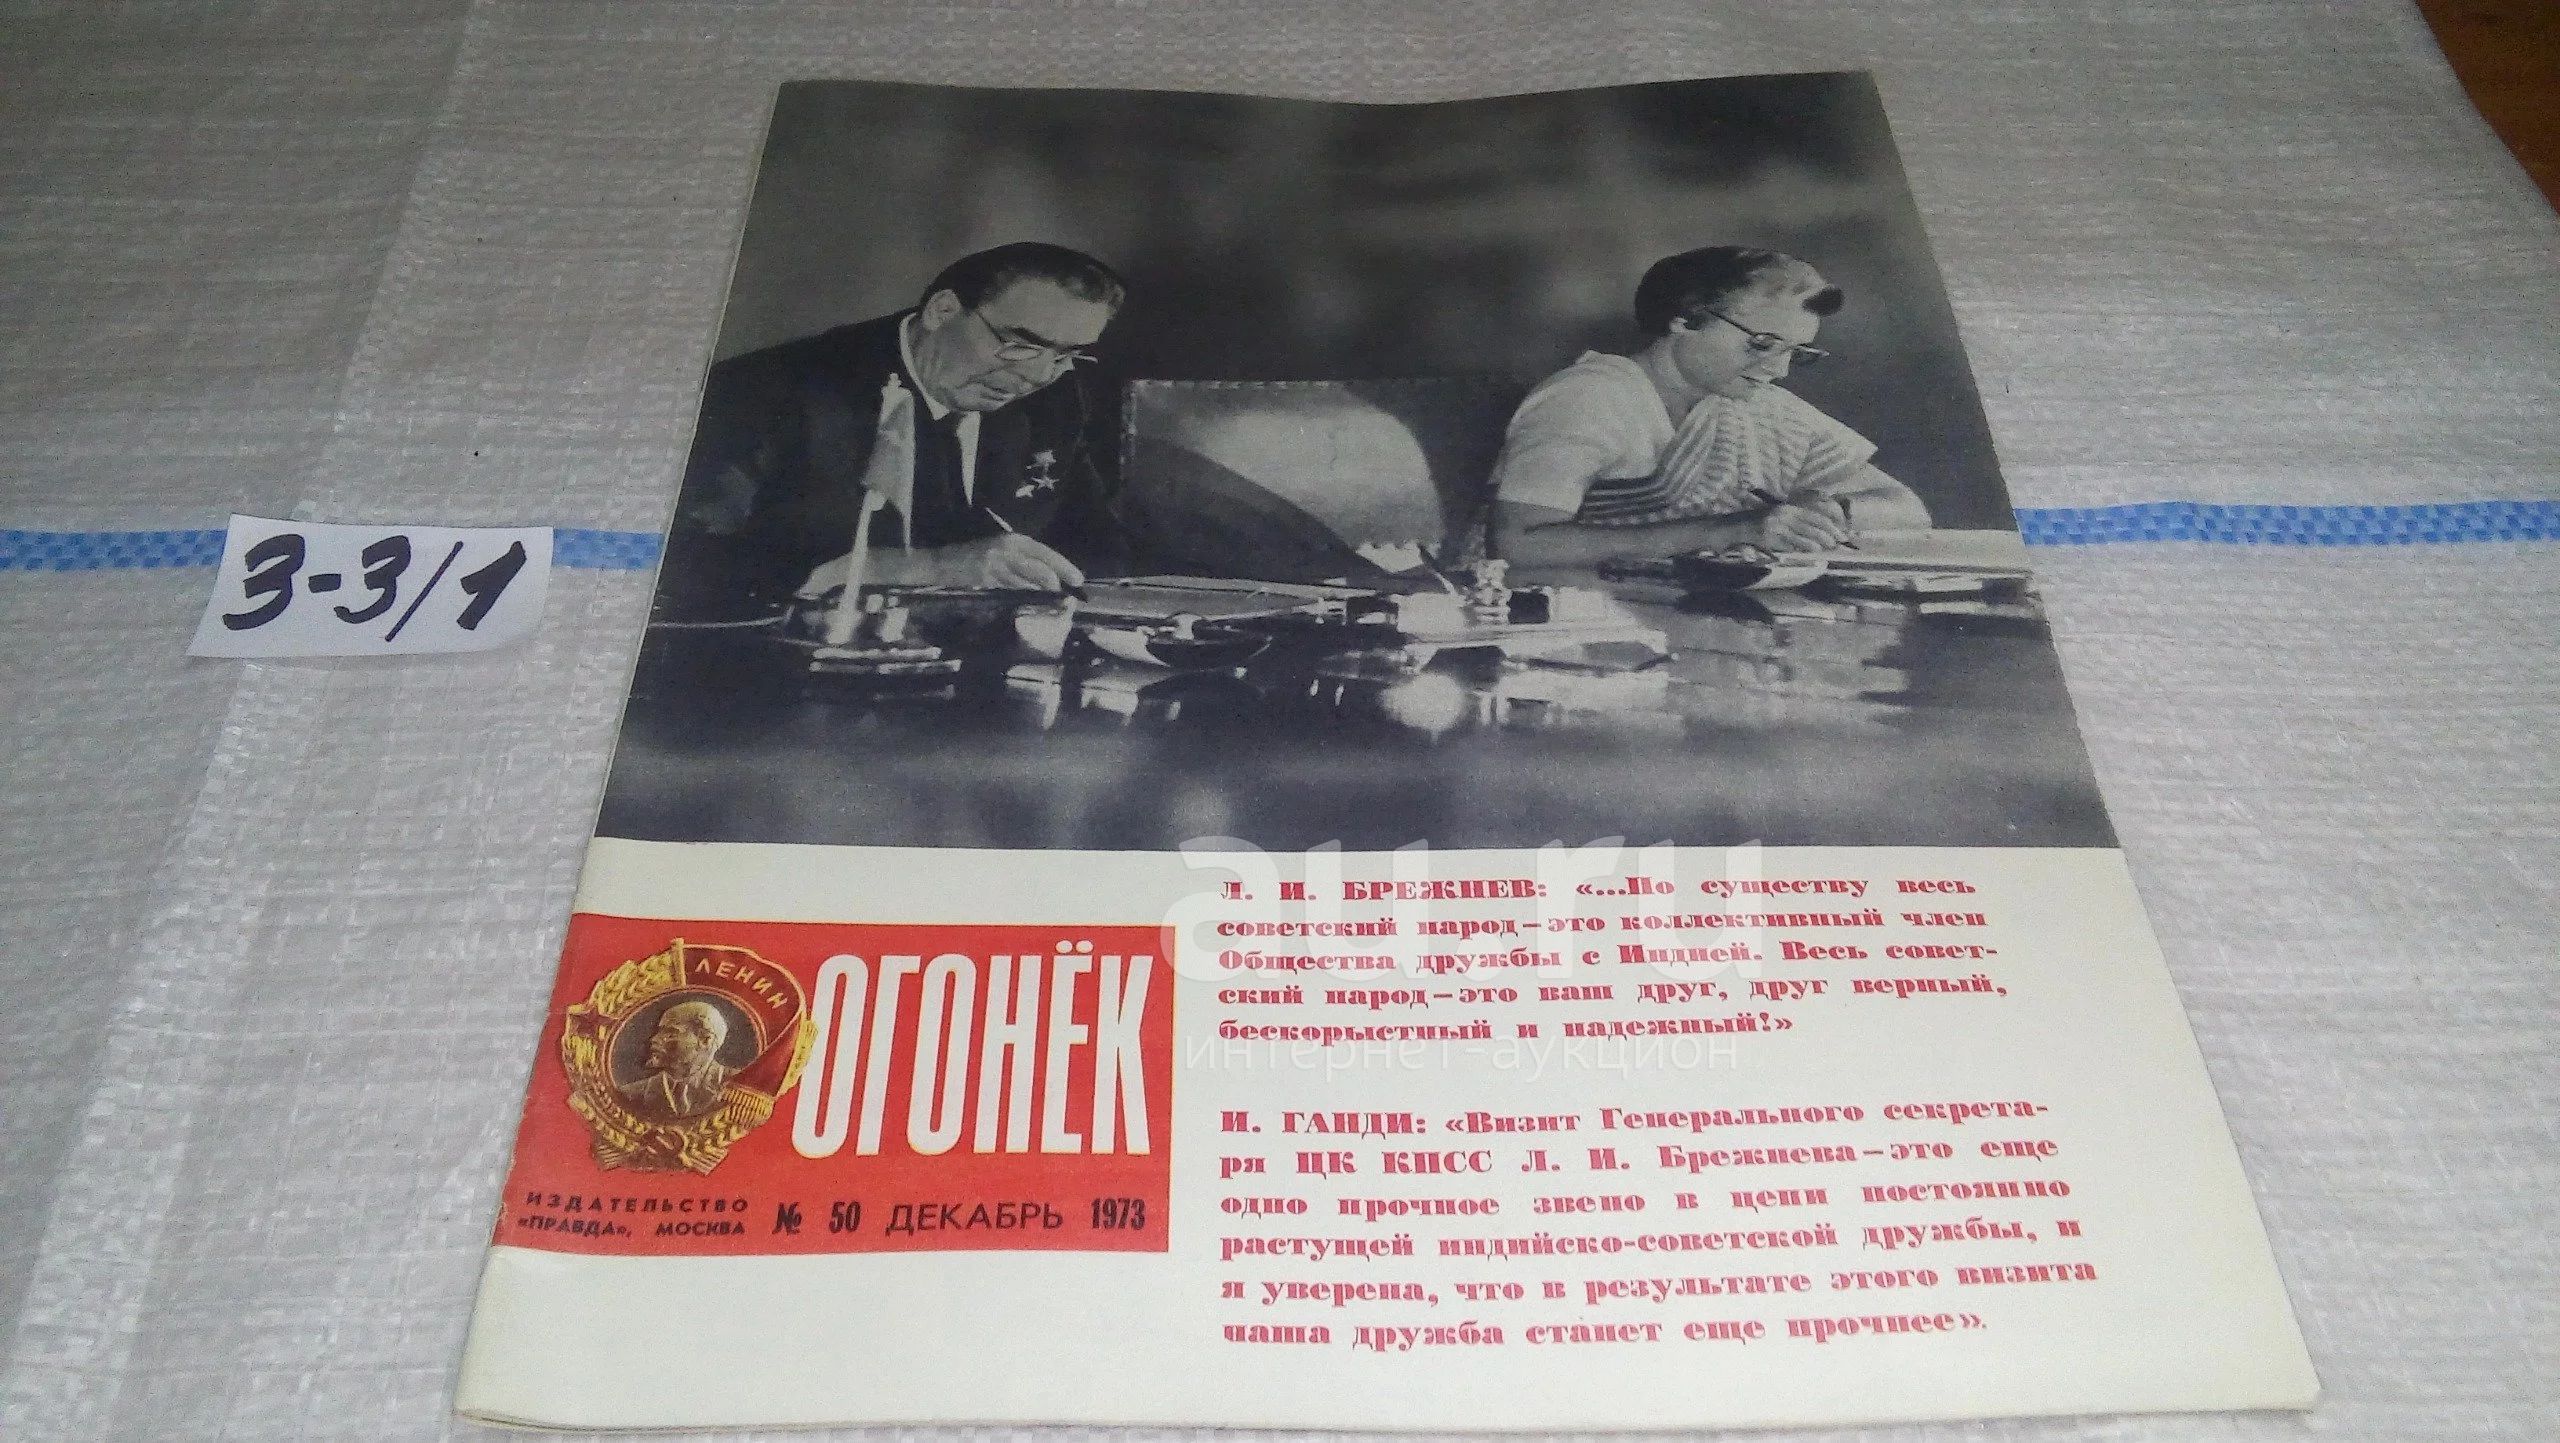 3-3/1
Л. И. БРЕЖНЕВ: «...По существу весь
советский народ—это коллективный член
Общества дружбы с Индией. Весь совет-
ский народ—это ваш друг, друг верный,
бескорыстный и надежный!»
И. ГАНДИ: «Визит Генерального секрета-
ря ЦК КПСС Л. И. Брежнева—это еще
одно прочное звено в цепи постоянно
растущей индийско-советской дружбы, и
я уверена, что в результате этого визита
наша дружба станет еще прочнее».
ЛЕНИН
ОГОНЁК
ИЗДАТЕЛЬСТВО
«ПРАВДА», МОСКВА
№ 50 ДЕКАБРЬ 1973
au.ru
интернет-аукцион